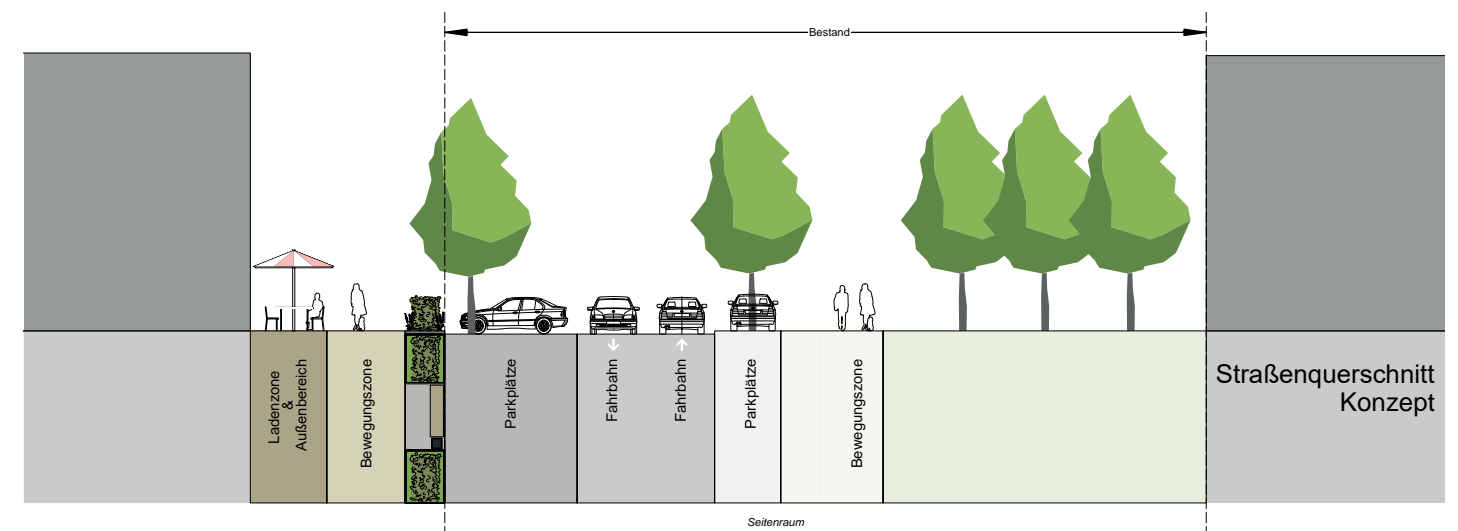 Bestand
Ladenzone
&
Außenbereich
Bewegungszone
Parkplätze
Fahrbahn
Fahrbahn
Parkplätze
Bewegungszone
Straßenquerschnitt
Konzept
Seitenraum